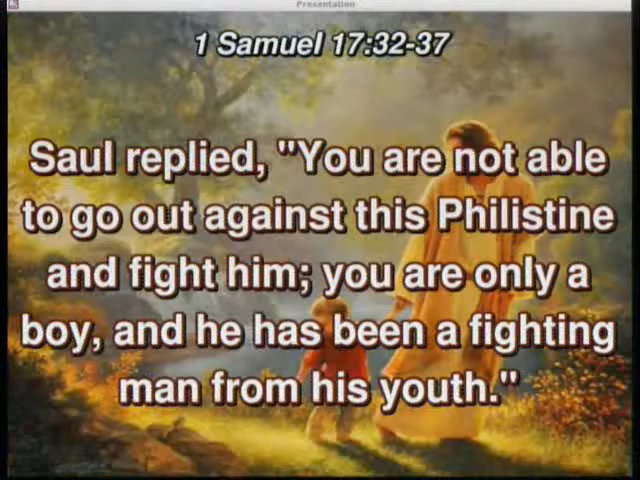 Presentation
1 Samuel 17:32-37
Saul replied, "You are not able
to go out against this Philistine
and fight him; you are only a
boy, and he has been a fighting
man from his youth."